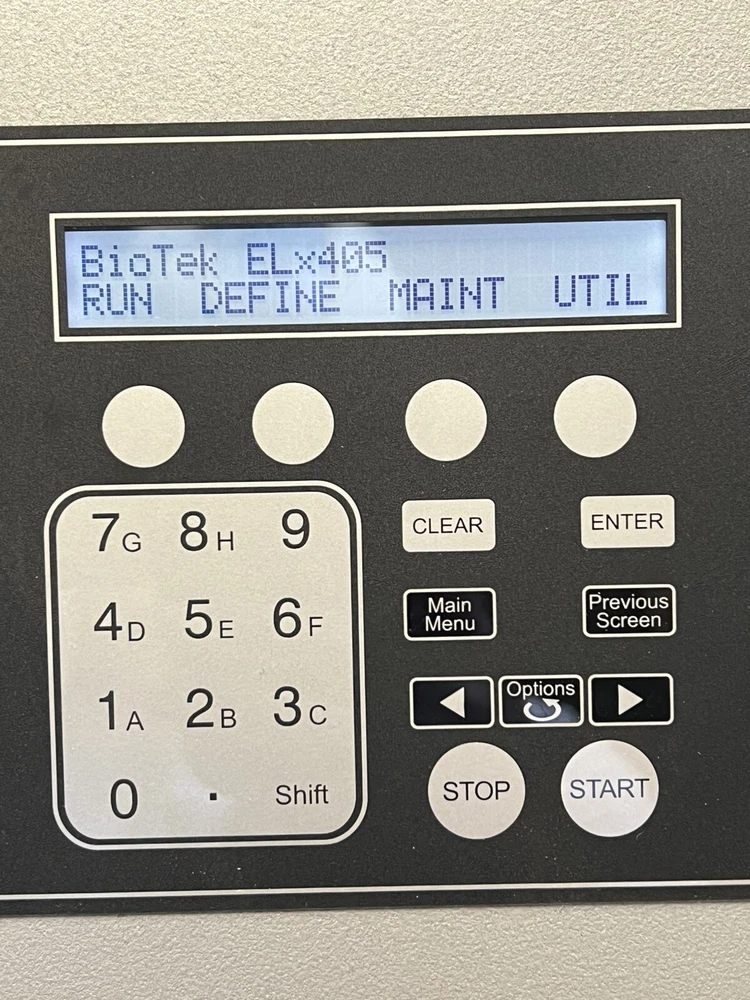 BioTek ELx405
RUN DEFINE MAINT UTIL
7G 8H 9
CLEAR
ENTER
4D 5E 6F
Main
Menu
Previous
Screen
1A 2B 3C
Options
0 . Shift
STOP
START